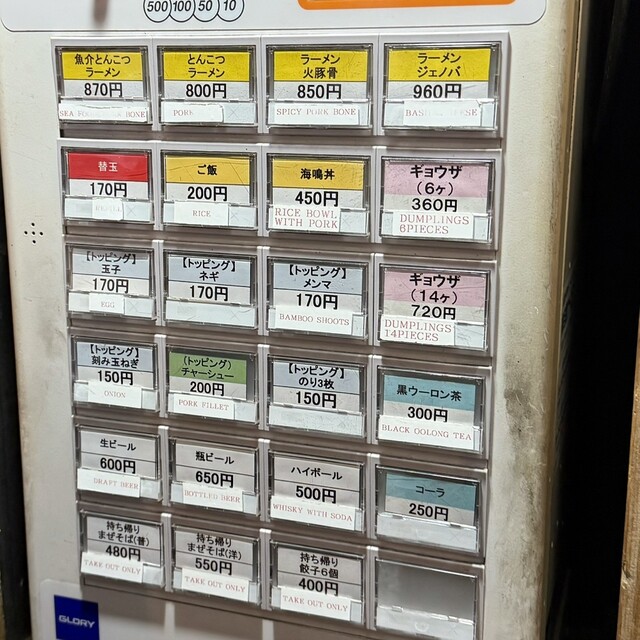 500 100 50 10
魚介とんこつ
ラーメン
870円
とんこつ
ラーメン
800円
PORK
ラーメン
火豚骨
850円
SPICY PORK BONE
ラーメン
ジェノバ
960円
替玉
170円
ご飯
200円
RICE
海鳴丼
450円
RICE BOWL
WITH PORK
ギョウザ
(6ヶ)
360円
DUMPLINGS
6PIECES
【トッピング】
玉子
170円
EGG
【トッピング】
ネギ
170円
【トッピング】
メンマ
170円
BAMBOO SHOOTS
ギョウザ
(14ヶ)
720円
DUMPLINGS
14PIECES
【トッピング】
刻み玉ねぎ
150円
ONION
(トッピング)
チャーシュー
200円
PORK FILLET
【トッピング】
のり3枚
150円
黒ウーロン茶
300円
BLACK OOLONG TEA
生ビール
600円
DRAFT BEER
瓶ビール
650円
BOTTLED BEER
ハイボール
500円
WHISKY WITH SODA
コーラ
250円
持ち帰り
まぜそば(普)
480円
TAKE OUT ONLY
持ち帰り
まぜそば(洋)
550円
TAKE OUT ONLY
持ち帰り
餃子6個
400円
TAKE OUT ONLY
GLORY